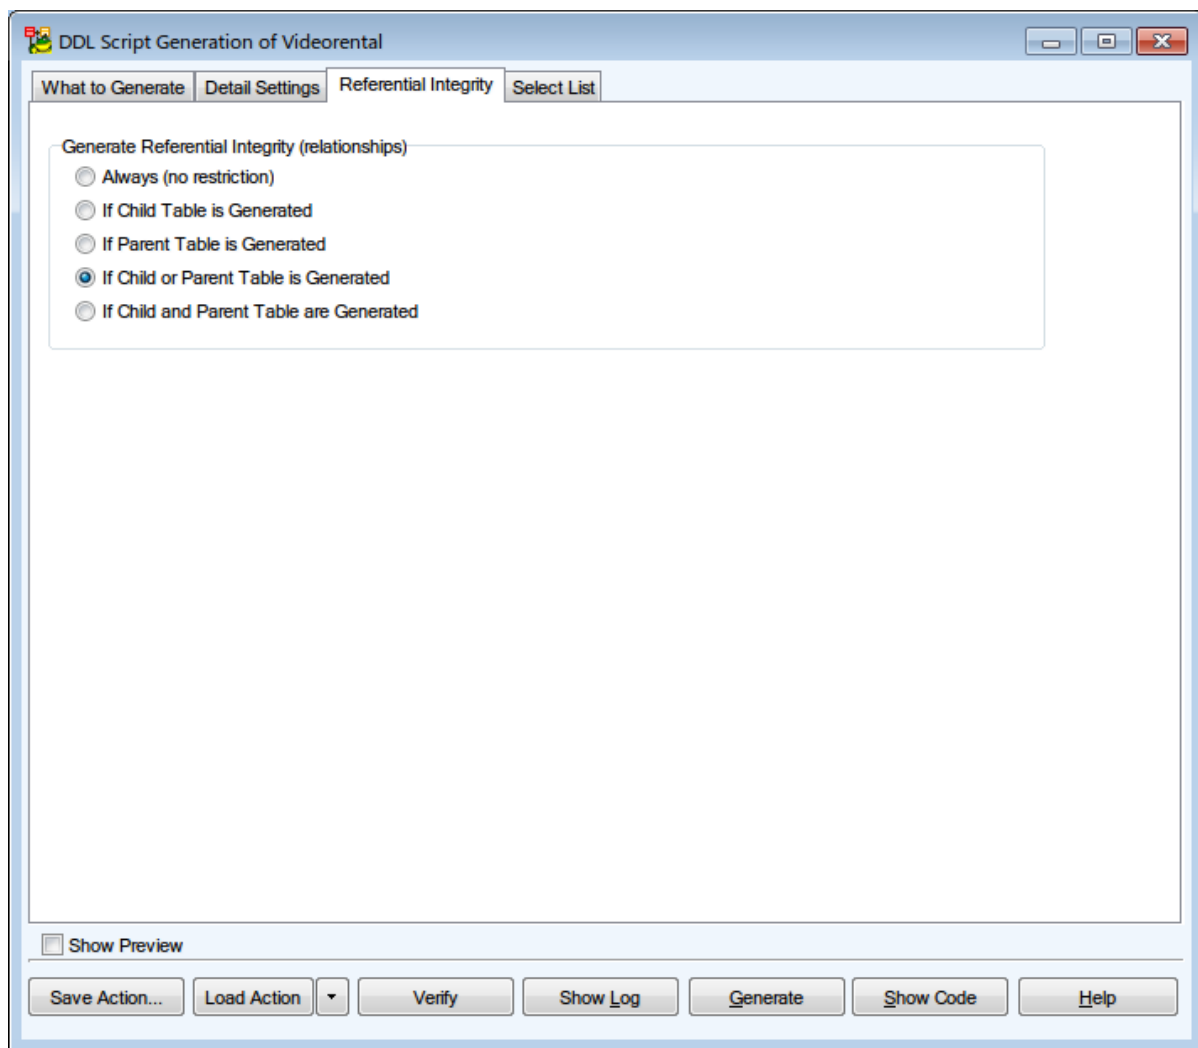 DDL Script Generation of Videorental
What to Generate Detail Settings Referential Integrity Select List
Generate Referential Integrity (relationships)
Always (no restriction)
If Child Table is Generated
If Parent Table is Generated
If Child or Parent Table is Generated
If Child and Parent Table are Generated
Show Preview
Save Action... Load Action Verify Show Log Generate Show Code Help